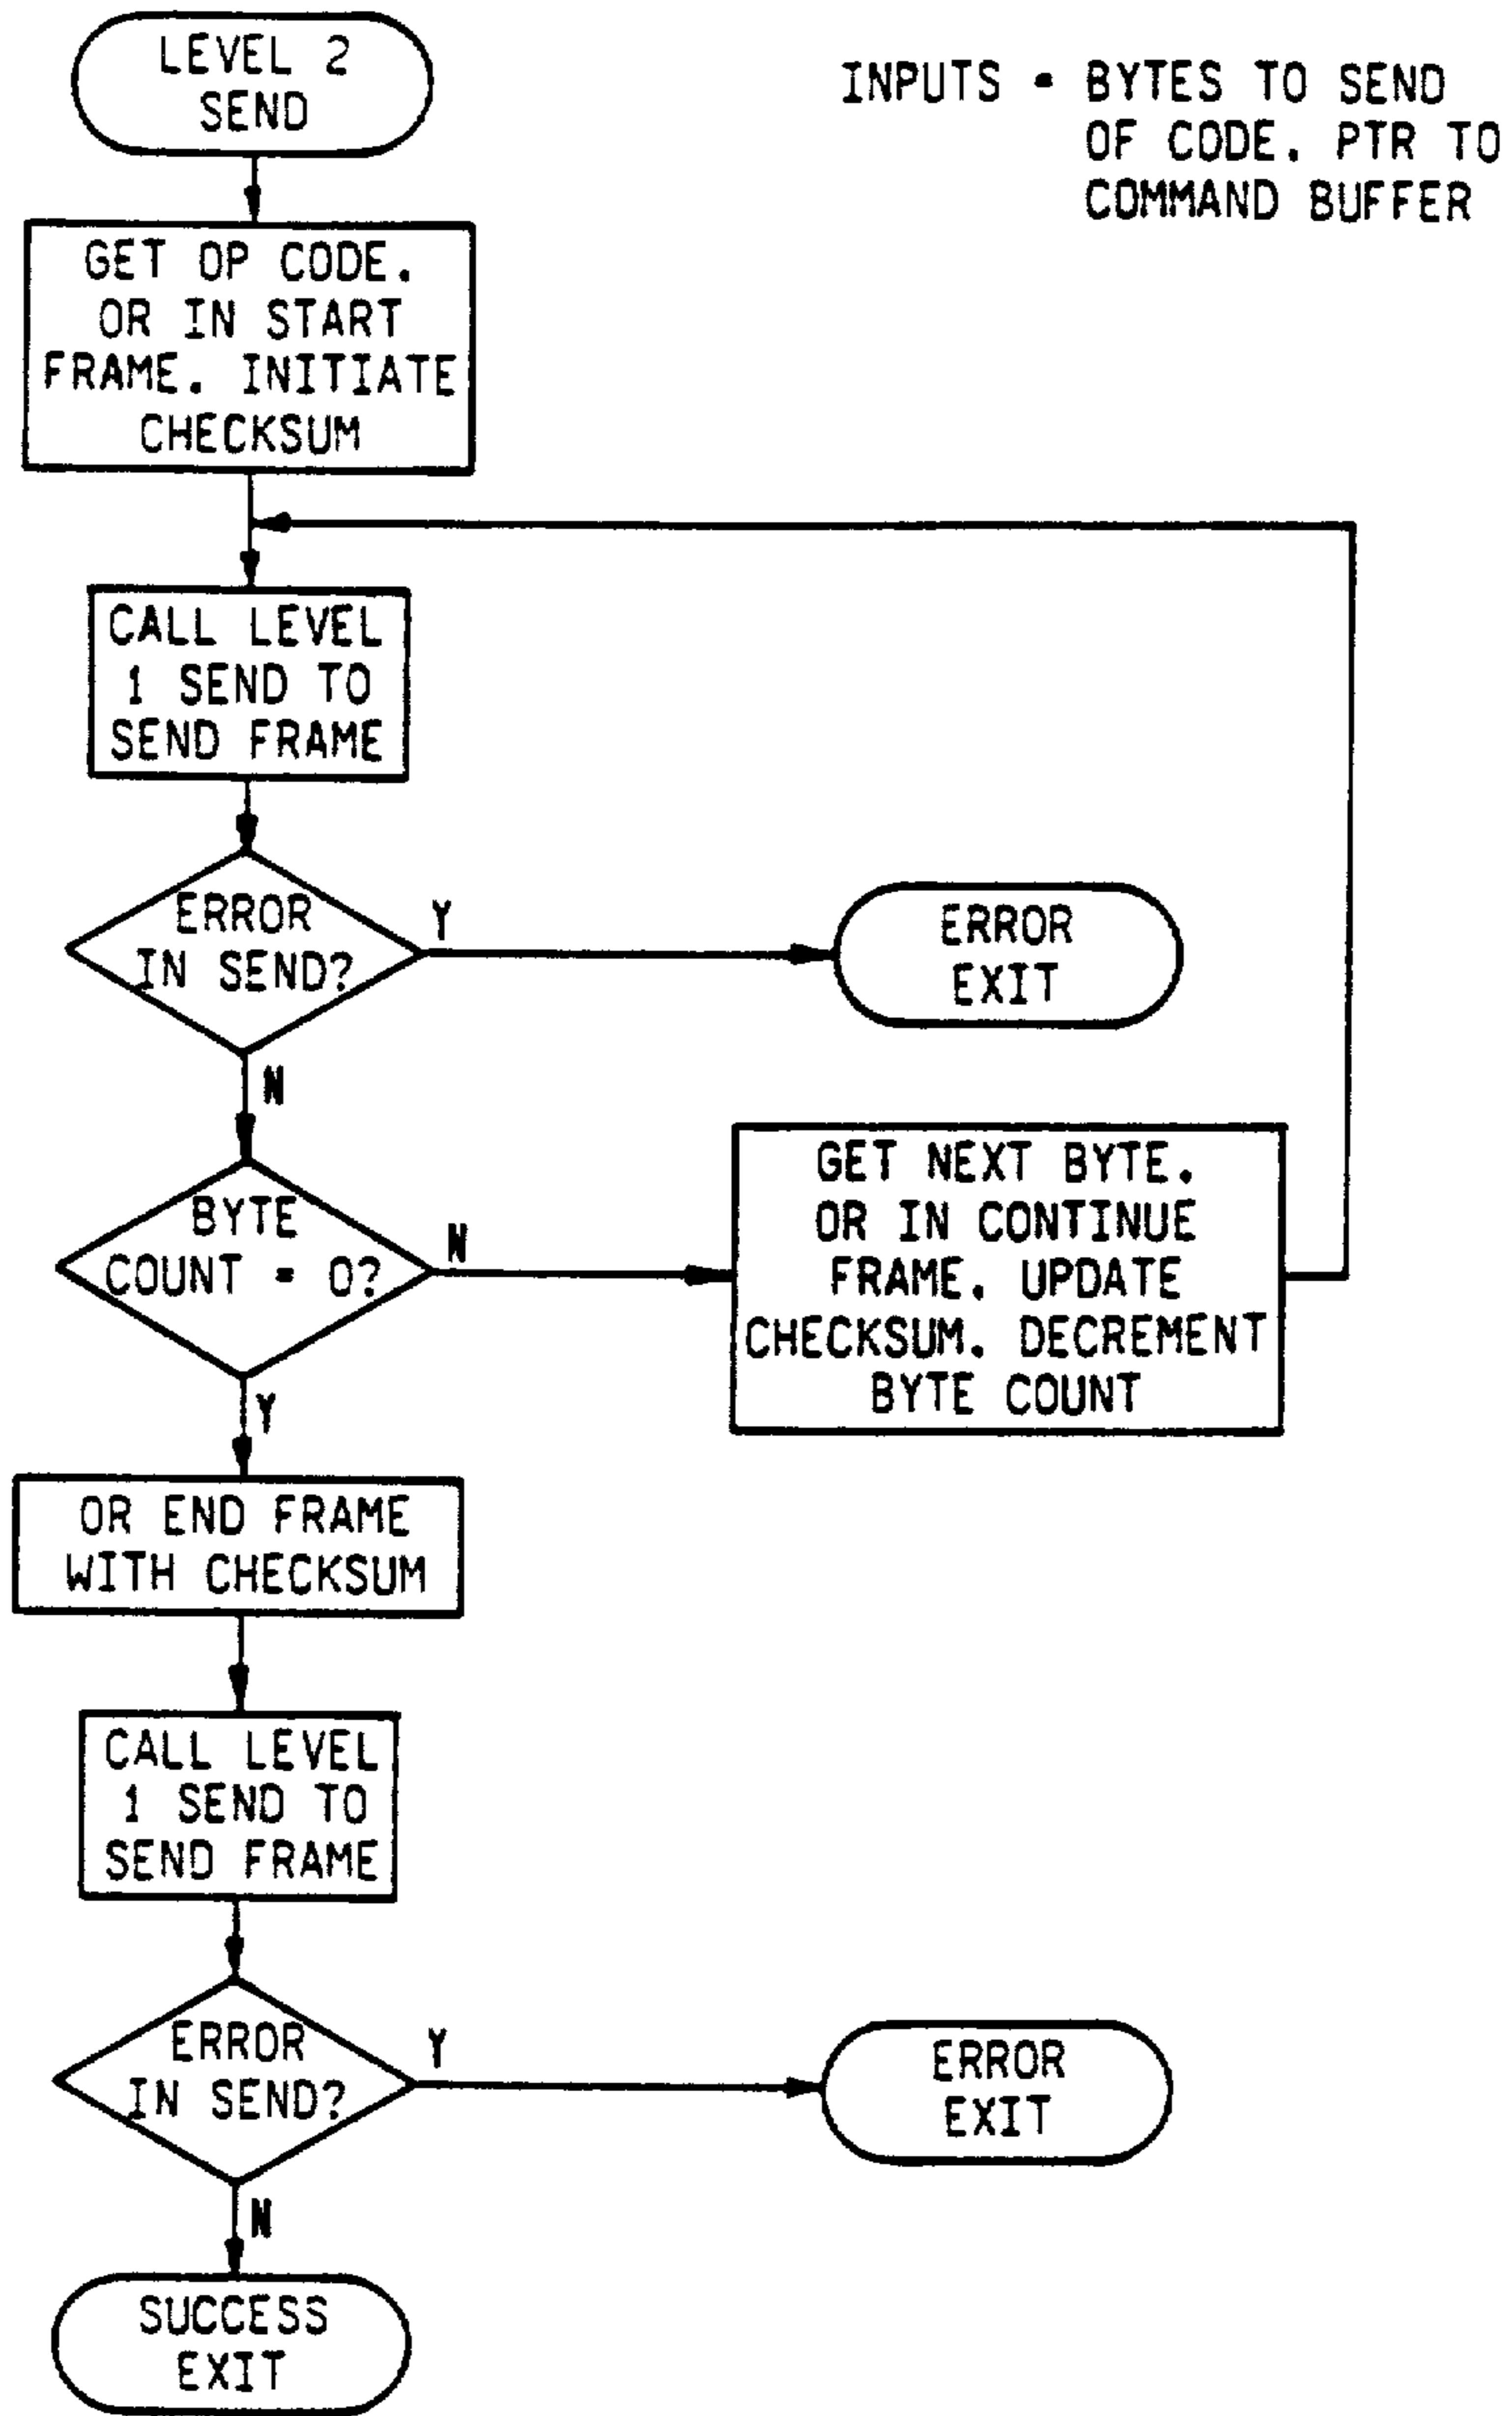 LEVEL 2
SEND
INPUTS = BYTES TO SEND
OF CODE. PTR TO
COMMAND BUFFER
GET OP CODE.
OR IN START
FRAME. INITIATE
CHECKSUM
CALL LEVEL
1 SEND TO
SEND FRAME
ERROR
IN SEND?
Y
ERROR
EXIT
N
BYTE
COUNT = 0?
N
GET NEXT BYTE.
OR IN CONTINUE
FRAME. UPDATE
CHECKSUM. DECREMENT
BYTE COUNT
Y
OR END FRAME
WITH CHECKSUM
CALL LEVEL
1 SEND TO
SEND FRAME
ERROR
IN SEND?
Y
ERROR
EXIT
N
SUCCESS
EXIT